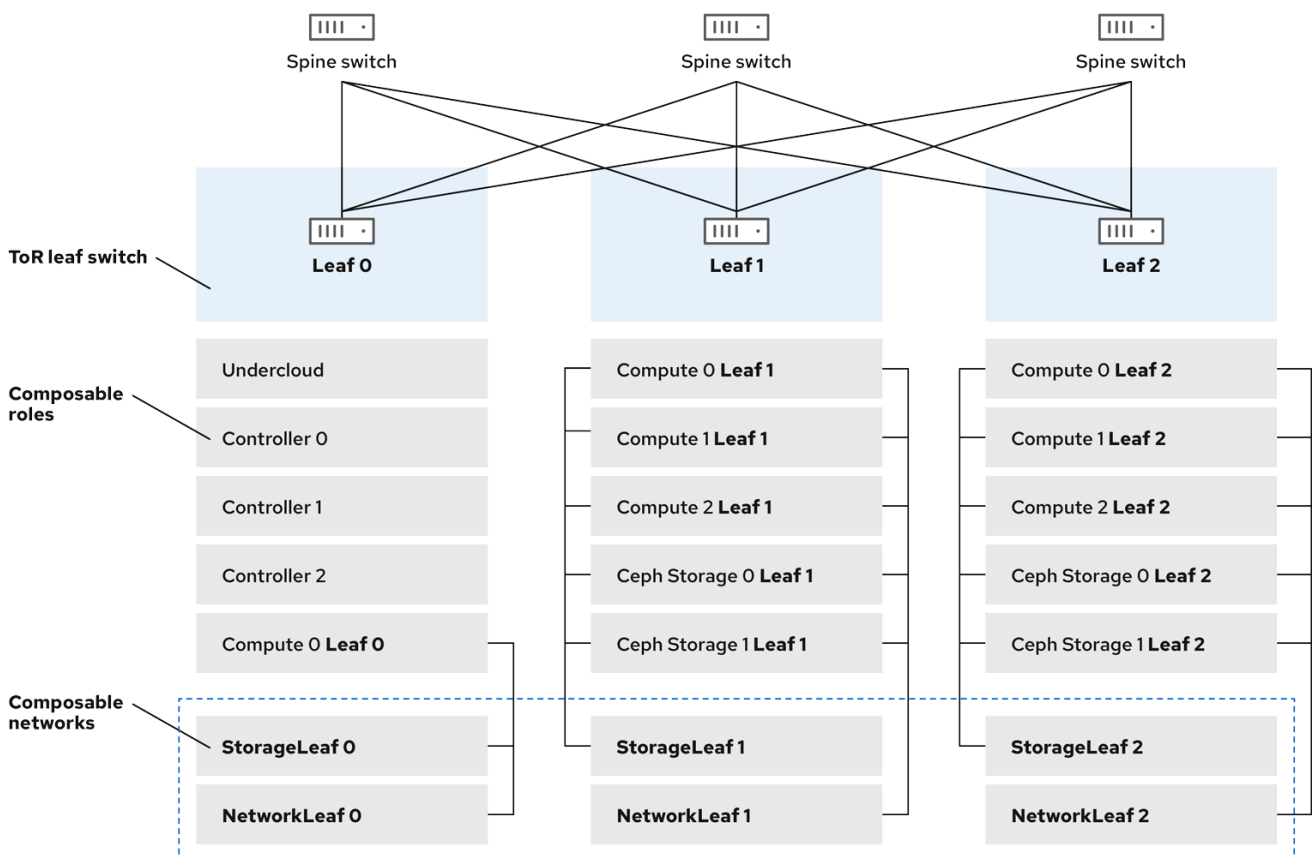 Spine switch
Spine switch
Spine switch
ToR leaf switch
Leaf 0
Leaf 1
Leaf 2
Composable
roles
Undercloud
Controller 0
Controller 1
Controller 2
Compute 0 Leaf 0
Compute 0 Leaf 1
Compute 1 Leaf 1
Compute 2 Leaf 1
Ceph Storage 0 Leaf 1
Ceph Storage 1 Leaf 1
Compute 0 Leaf 2
Compute 1 Leaf 2
Compute 2 Leaf 2
Ceph Storage 0 Leaf 2
Ceph Storage 1 Leaf 2
Composable
networks
StorageLeaf 0
NetworkLeaf 0
StorageLeaf 1
NetworkLeaf 1
StorageLeaf 2
NetworkLeaf 2